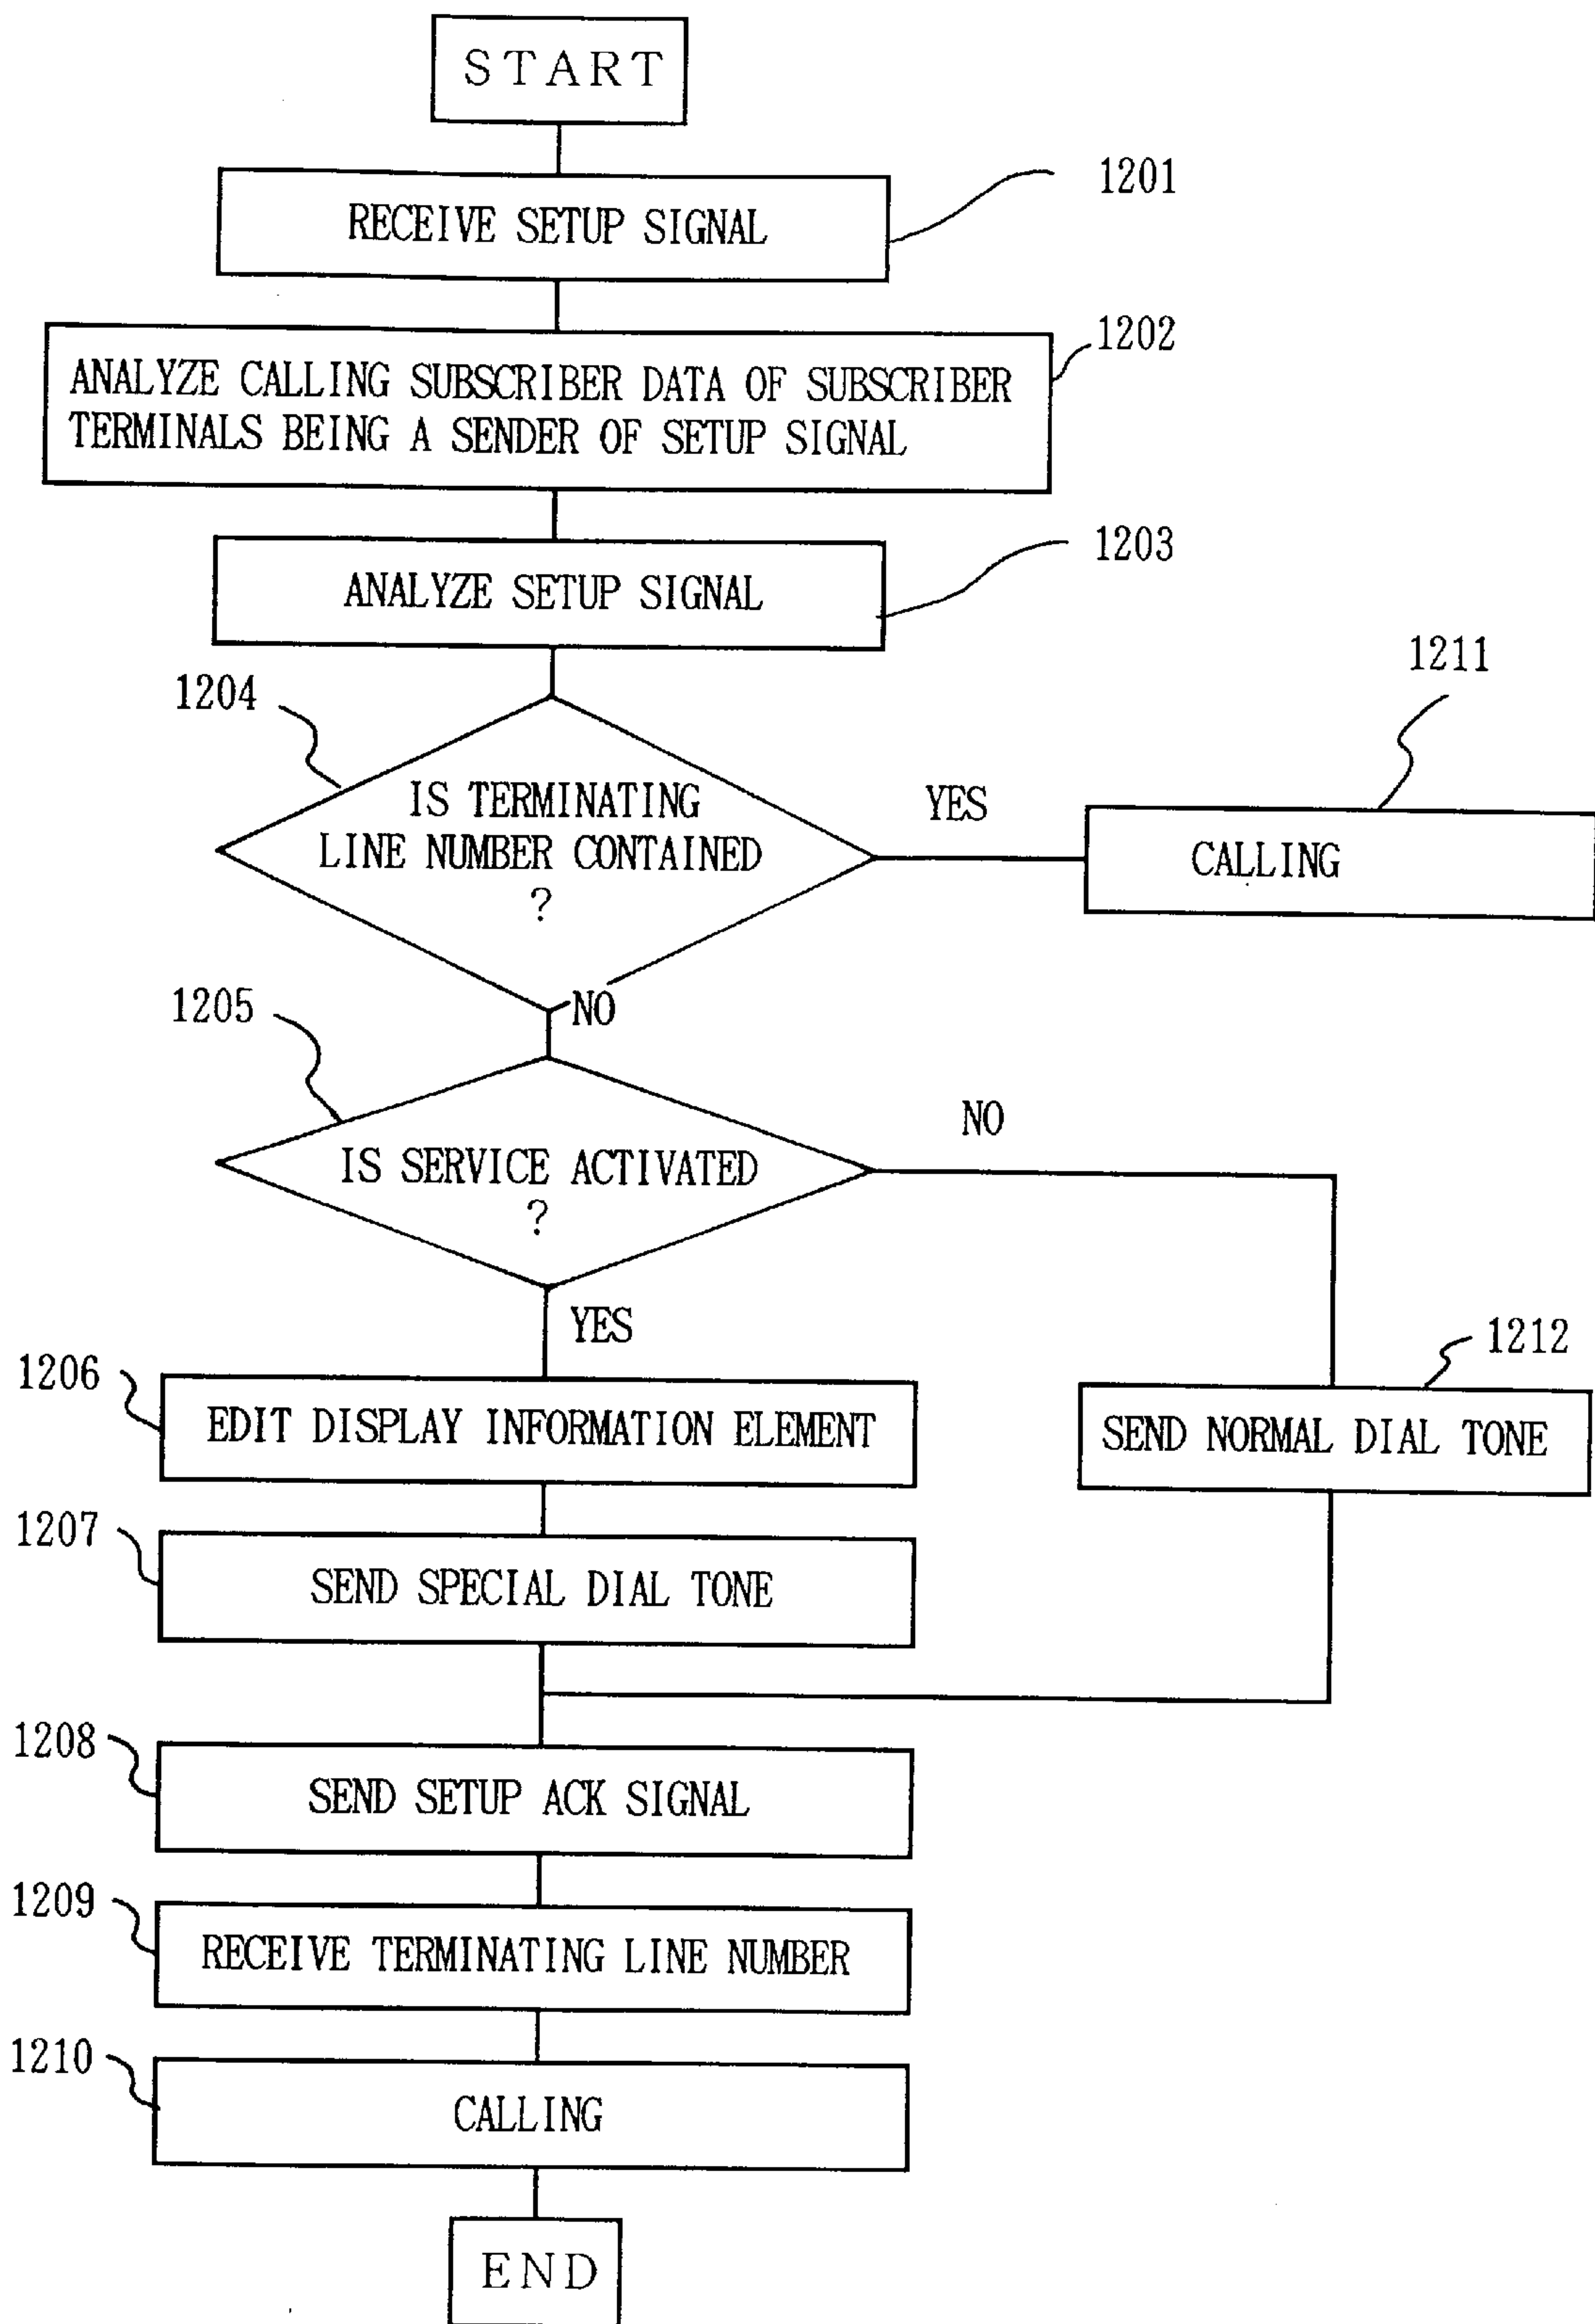 START
1201
RECEIVE SETUP SIGNAL
1202
ANALYZE CALLING SUBSCRIBER DATA OF SUBSCRIBER
TERMINALS BEING A SENDER OF SETUP SIGNAL
1203
ANALYZE SETUP SIGNAL
1204
IS TERMINATING
LINE NUMBER CONTAINED
?
YES
1211
CALLING
NO
1205
IS SERVICE ACTIVATED
?
NO
YES
1206
EDIT DISPLAY INFORMATION ELEMENT
1212
SEND NORMAL DIAL TONE
1207
SEND SPECIAL DIAL TONE
1208
SEND SETUP ACK SIGNAL
1209
RECEIVE TERMINATING LINE NUMBER
1210
CALLING
END